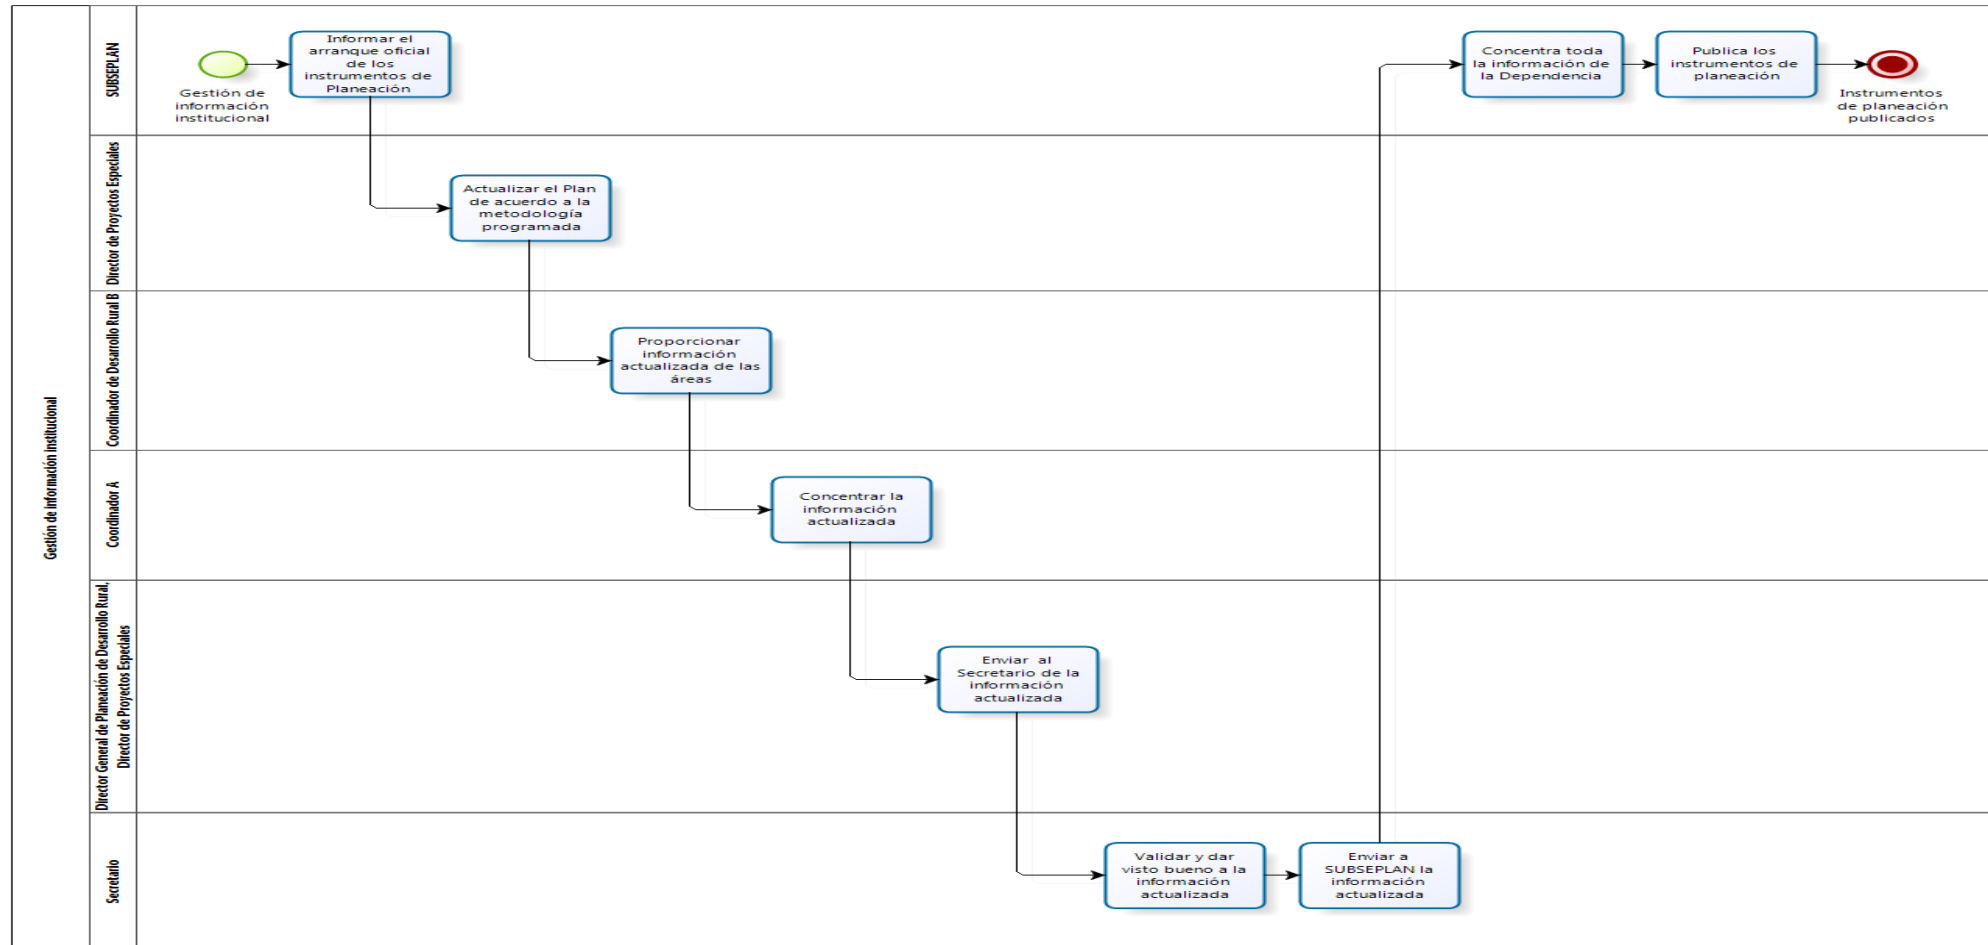 Gestión de información institucional
SUBSEPLAN
Gestión de
información
institucional
Informar el
arranque oficial
de los
instrumentos de
Planeación
Concentra toda
la información de
la Dependencia
Publica los
instrumentos de
planeación
Instrumentos
de planeación
publicados
Director de Proyectos Especiales
Actualizar el Plan
de acuerdo a la
metodología
programada
Coordinador de Desarrollo Rural B
Proporcionar
información
actualizada de las
áreas
Coordinador A
Concentrar la
información
actualizada
Director General de Planeación de Desarrollo Rural,
Director de Proyectos Especiales
Enviar al
Secretario de la
información
actualizada
Secretario
Validar y dar
visto bueno a la
información
actualizada
Enviar a
SUBSEPLAN la
información
actualizada